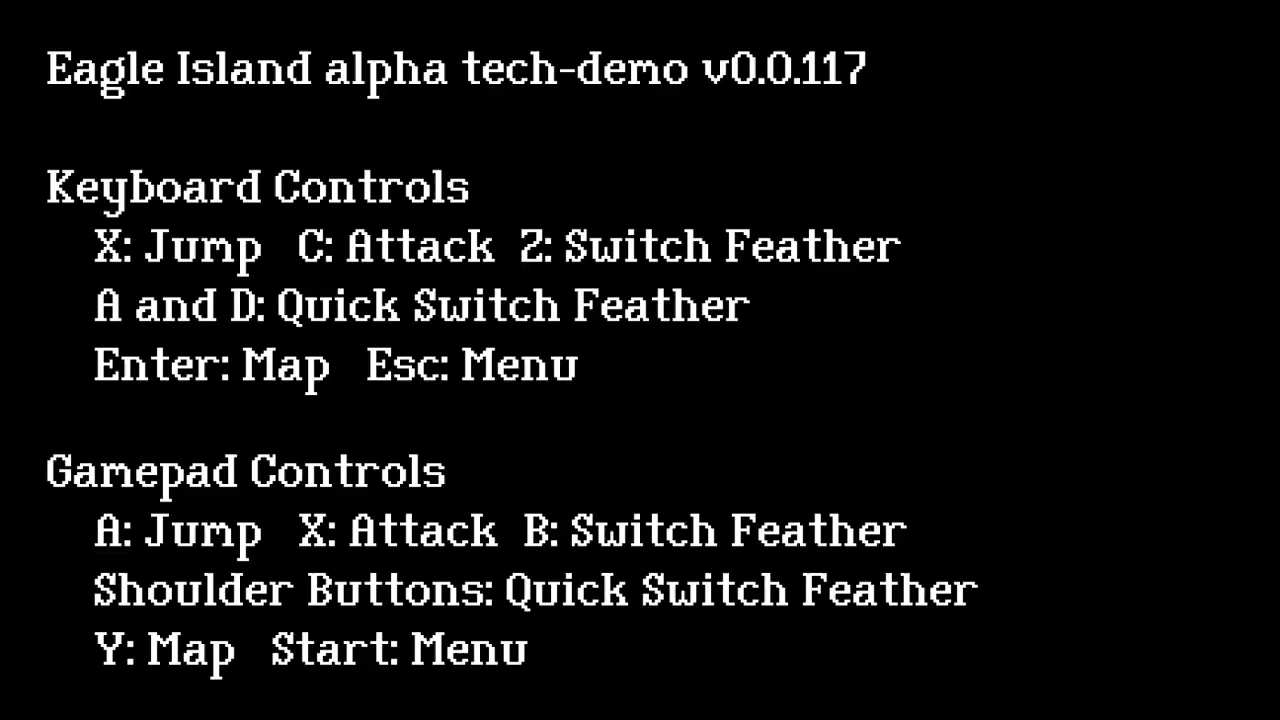 Eagle Island alpha tech-demo v0.0.117
Keyboard Controls
X: Jump   C: Attack  Z: Switch Feather
A and D: Quick Switch Feather
Enter: Map   Esc: Menu
Gamepad Controls
A: Jump   X: Attack  B: Switch Feather
Shoulder Buttons: Quick Switch Feather
Y: Map   Start: Menu